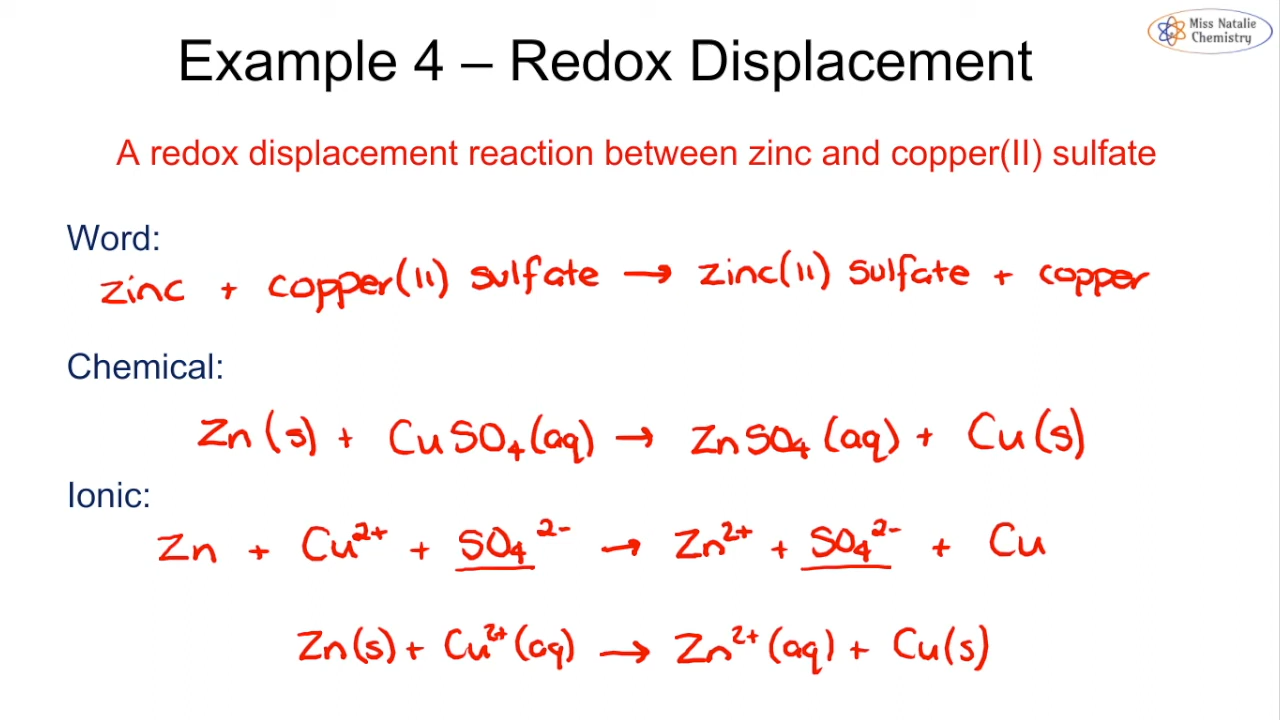 Miss Natalie
Chemistry
Example 4 – Redox Displacement
A redox displacement reaction between zinc and copper(II) sulfate
Word:
zinc + copper(II) sulfate → zinc(II) sulfate + copper
Chemical:
Zn(s) + CuSO₄(aq) → ZnSO₄(aq) + Cu(s)
Ionic:
Zn + Cu²⁺ + SO₄²⁻ → Zn²⁺ + SO₄²⁻ + Cu
Zn(s) + Cu²⁺(aq) → Zn²⁺(aq) + Cu(s)